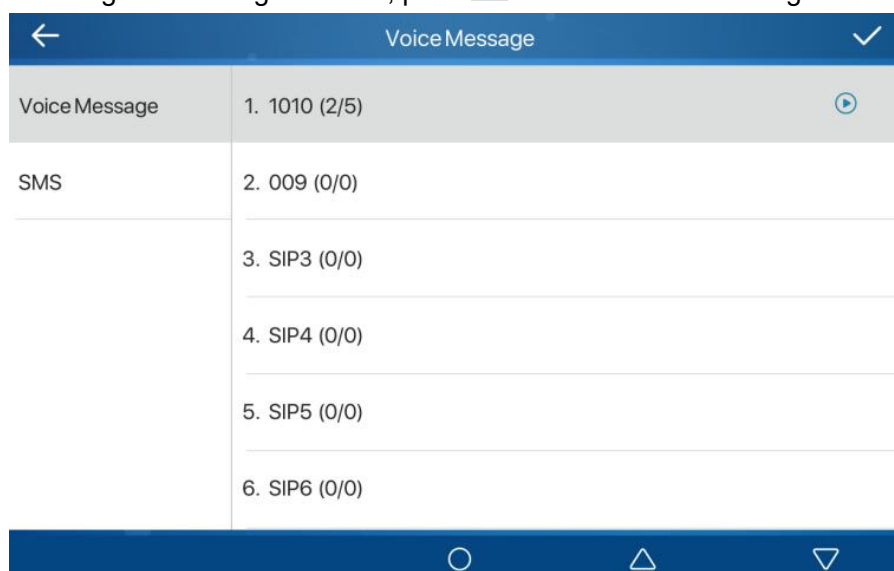 Voice Message
Voice Message
1. 1010 (2/5)
SMS
2. 009 (0/0)
3. SIP3 (0/0)
4. SIP4 (0/0)
5. SIP5 (0/0)
6. SIP6 (0/0)